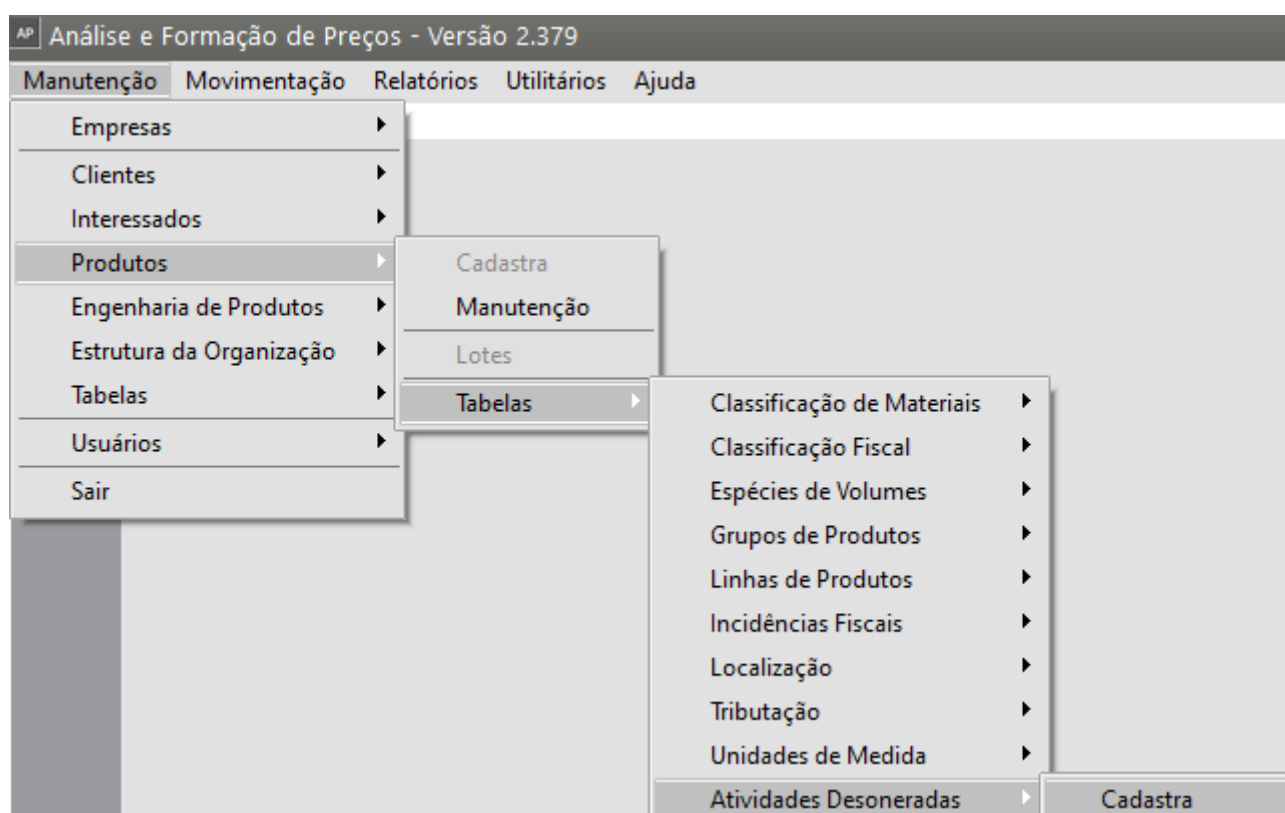 AP Análise e Formação de Preços - Versão 2.379
Manutenção Movimentação Relatórios Utilitários Ajuda
Empresas
Clientes
Interessados
Produtos
Engenharia de Produtos
Estrutura da Organização
Tabelas
Usuários
Sair
Cadastra
Manutenção
Lotes
Tabelas
Classificação de Materiais
Classificação Fiscal
Espécies de Volumes
Grupos de Produtos
Linhas de Produtos
Incidências Fiscais
Localização
Tributação
Unidades de Medida
Atividades Desoneradas
Cadastra